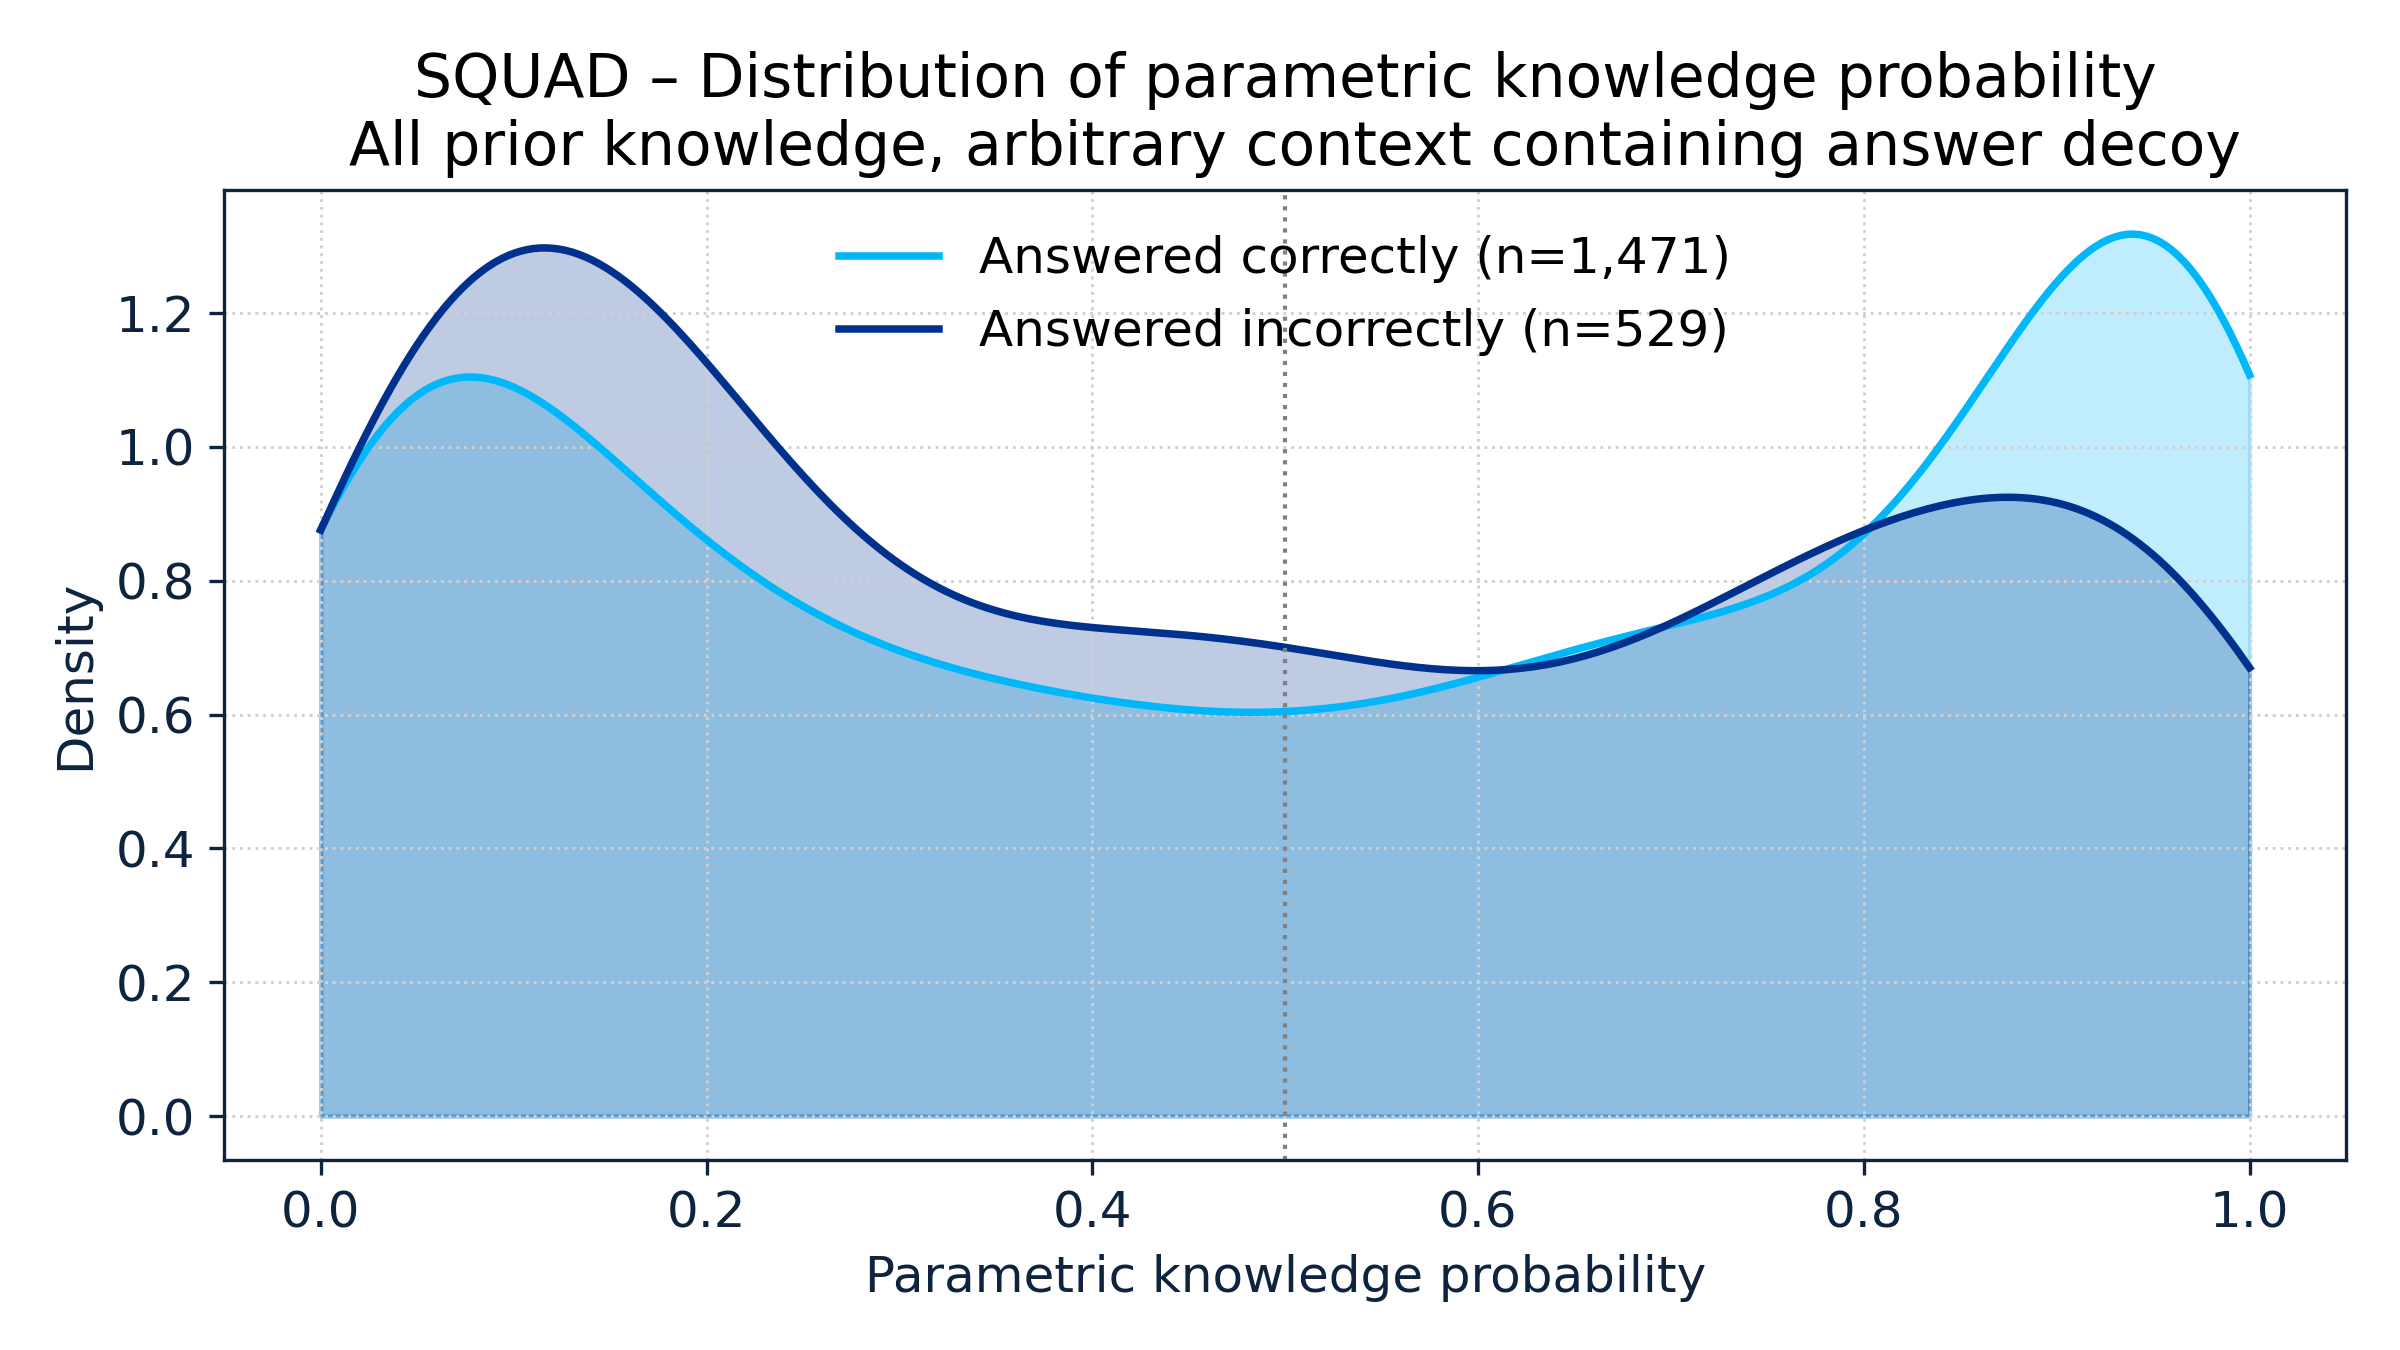 SQUAD – Distribution of parametric knowledge probability
All prior knowledge, arbitrary context containing answer decoy
Answered correctly (n=1,471)
Answered incorrectly (n=529)
Density
1.2
1.0
0.8
0.6
0.4
0.2
0.0
0.0 0.2 0.4 0.6 0.8 1.0
Parametric knowledge probability